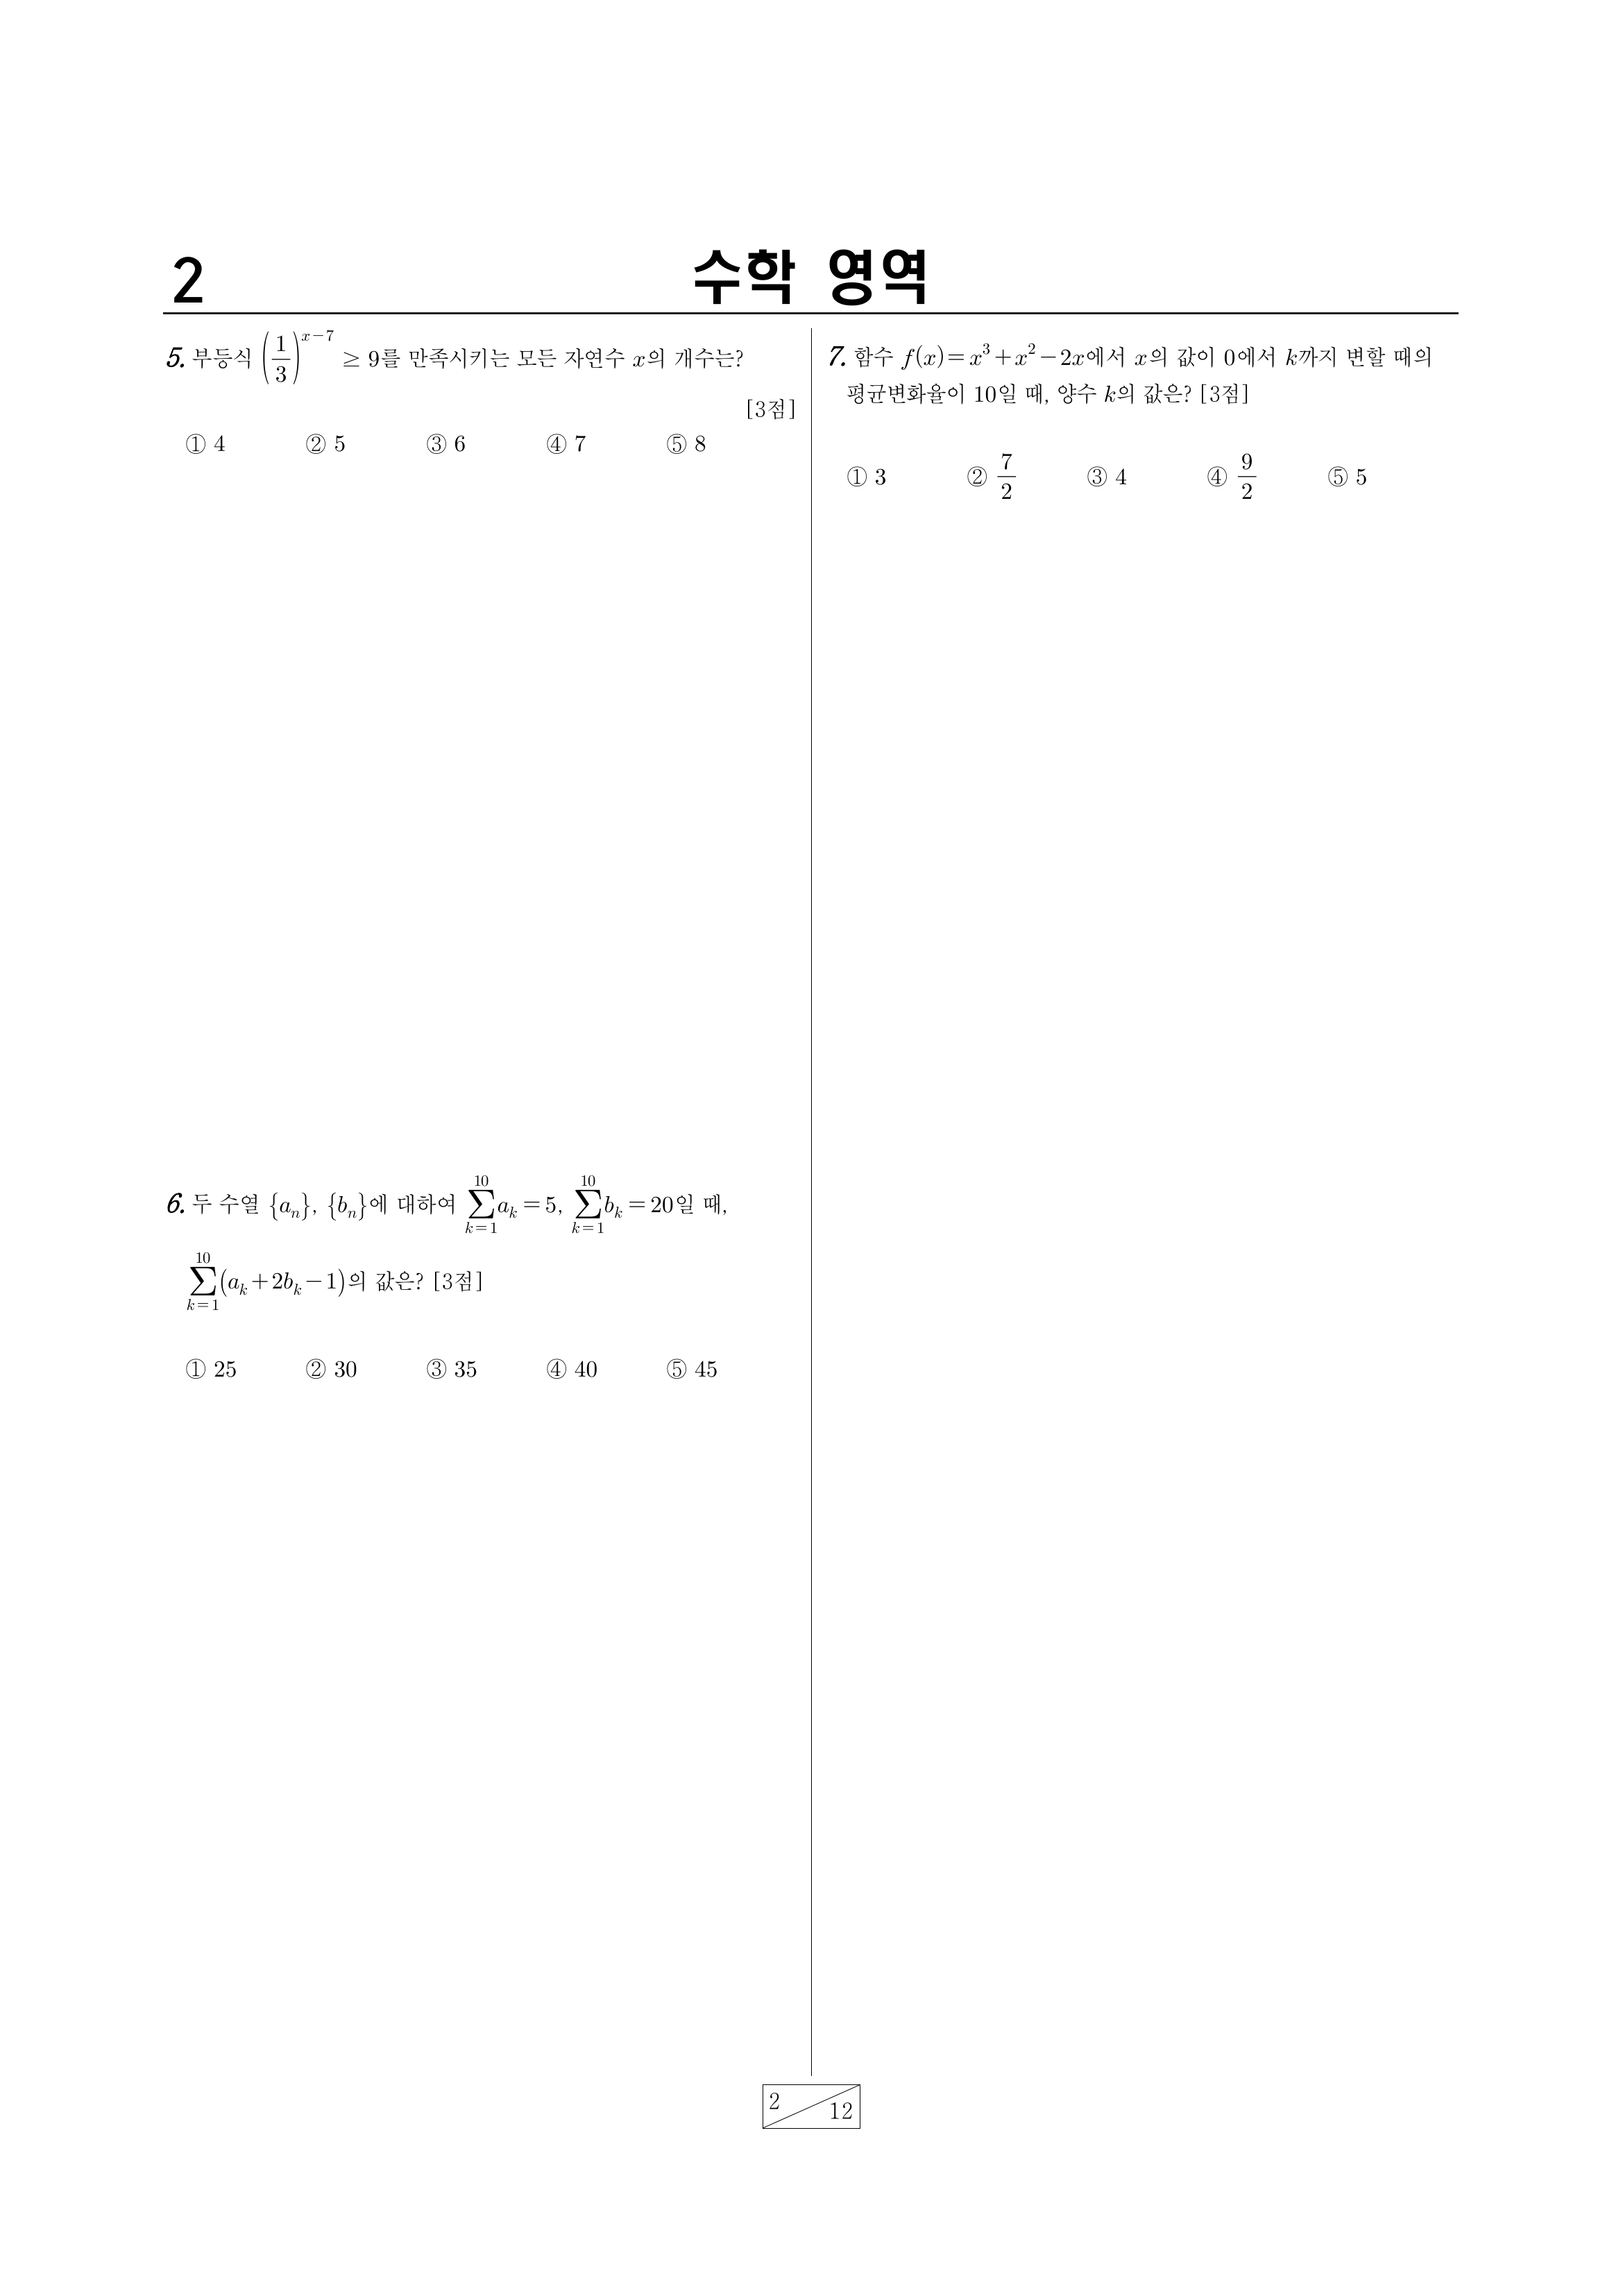 2
수학 영역
5. 부등식 $\left(\frac{1}{3}\right)^{x-7} \geq 9$를 만족시키는 모든 자연수 $x$의 개수는?
[3점]
① 4 ② 5 ③ 6 ④ 7 ⑤ 8
6. 두 수열 $\{a_n\}$, $\{b_n\}$에 대하여 $\sum_{k=1}^{10} a_k = 5$, $\sum_{k=1}^{10} b_k = 20$일 때,
$\sum_{k=1}^{10} (a_k + 2b_k - 1)$의 값은? [3점]
① 25 ② 30 ③ 35 ④ 40 ⑤ 45
7. 함수 $f(x) = x^3 + x^2 - 2x$에서 $x$의 값이 0에서 $k$까지 변할 때의
평균변화율이 10일 때, 양수 $k$의 값은? [3점]
① 3 ② $\frac{7}{2}$ ③ 4 ④ $\frac{9}{2}$ ⑤ 5
2
12